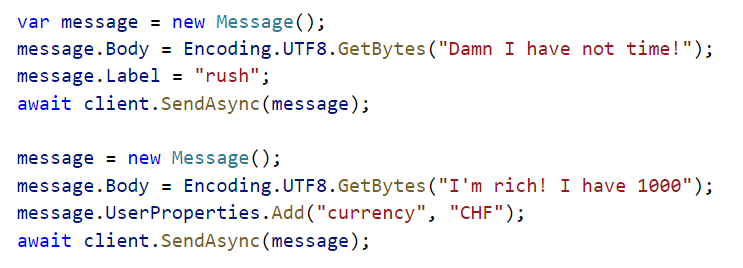 var message = new Message();
message.Body = Encoding.UTF8.GetBytes("Damn I have not time!");
message.Label = "rush";
await client.SendAsync(message);
message = new Message();
message.Body = Encoding.UTF8.GetBytes("I'm rich! I have 1000");
message.UserProperties.Add("currency", "CHF");
await client.SendAsync(message);